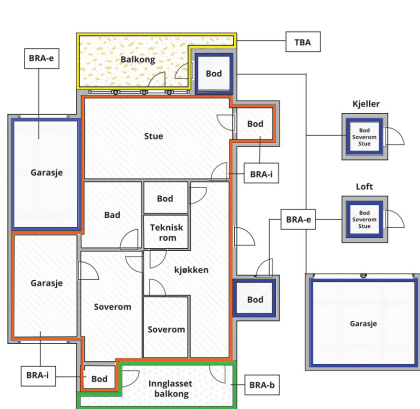 TBA
BRA-e
Balkong
Bod
Kjeller
Bod
Soverom
Stue
Stue
Bod
BRA-i
Garasje
Loft
Bod
Soverom
Stue
Bad
Bod
Teknisk
rom
BRA-e
kjøkken
Garasje
Soverom
Soverom
Bod
Garasje
BRA-i
Bod
Innglasset
balkong
BRA-b